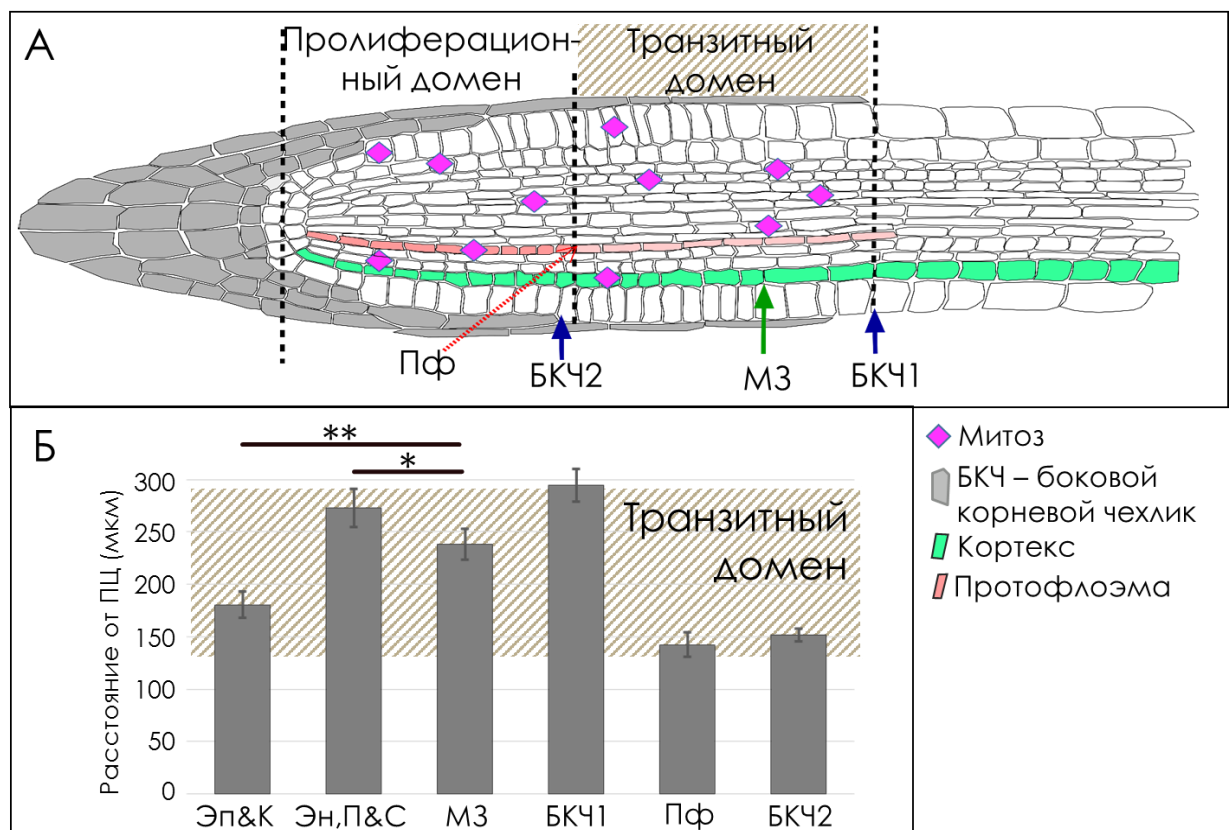 А
Пролиферацион-
ный домен
Транзитный
домен
Пф
БКЧ2
МЗ
БКЧ1
Б
**
*
Расстояние от ПЦ (мкм)
300
250
200
150
100
50
0
Транзитный
домен
Эп&К
Эн,П&С
МЗ
БКЧ1
Пф
БКЧ2
Митоз
БКЧ – боковой
корневой чехлик
Кортекс
Протофлоэма